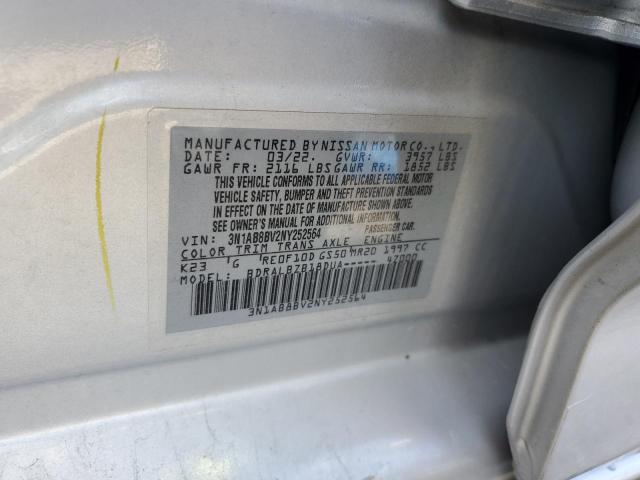 MANUFACTURED BY NISSAN MOTOR CO., LTD.
DATE: 03/22. GVWR: 3957 LBS
GAWR FR: 2116 LBS GAWR RR: 1852 LBS
THIS VEHICLE CONFORMS TO ALL APPLICABLE FEDERAL MOTOR
VEHICLE SAFETY, BUMPER AND THEFT PREVENTION STANDARDS
IN EFFECT ON THE DATE OF MANUFACTURE SHOWN ABOVE.
SEE OWNER'S MANUAL FOR ADDITIONAL INFORMATION.
VIN: 3N1AB8BV2NY252564 PASSENGER CAR
COLOR TRIM TRANS AXLE ENGINE
K23 G RE0F10D GS50 MR20 1997 CC
MODEL: BDRALBZB18DUA- 4Z000
3N1AB8BV2NY252564